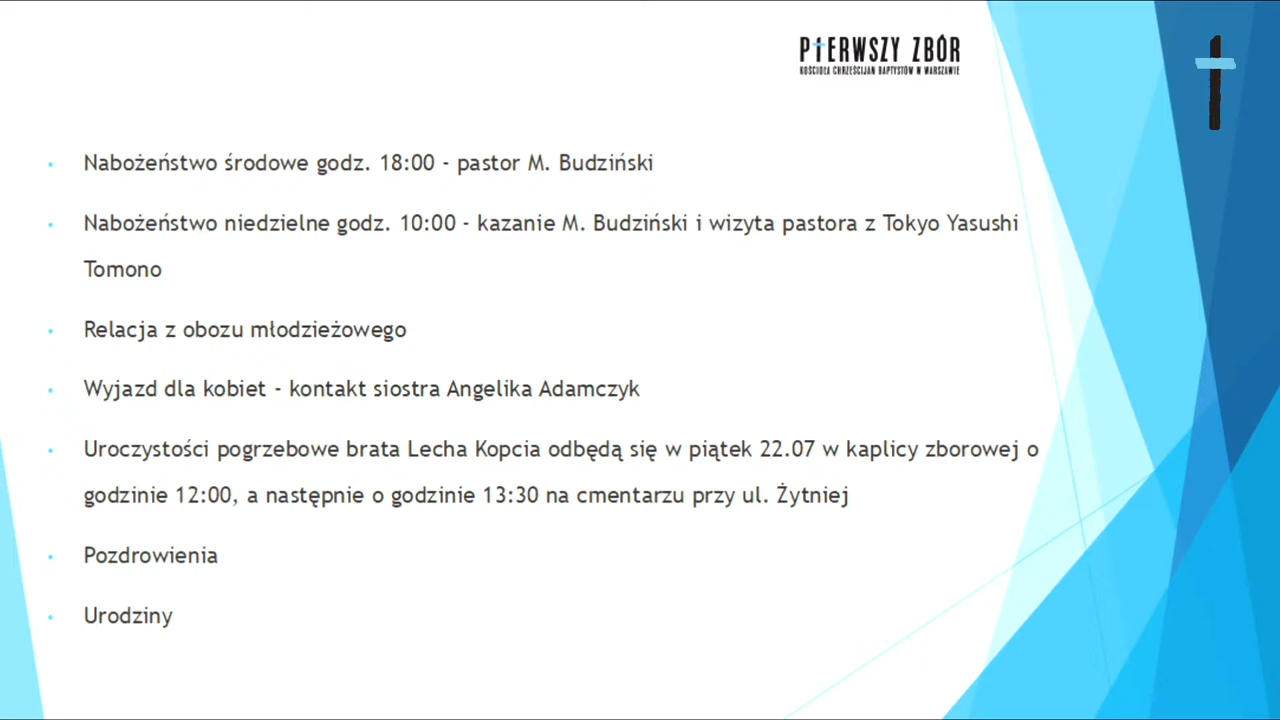 PIERWSZY ZBÓR
KOŚCIOŁA CHRZEŚCIJAN BAPTYSTÓW W WARSZAWIE
• Nabożeństwo środowe godz. 18:00 - pastor M. Budziński
• Nabożeństwo niedzielne godz. 10:00 - kazanie M. Budziński i wizyta pastora z Tokyo Yasushi
Tomono
• Relacja z obozu młodzieżowego
• Wyjazd dla kobiet - kontakt siostra Angelika Adamczyk
• Uroczystości pogrzebowe brata Lecha Kopcia odbędą się w piątek 22.07 w kaplicy zborowej o
godzinie 12:00, a następnie o godzinie 13:30 na cmentarzu przy ul. Żytniej
• Pozdrowienia
• Urodziny